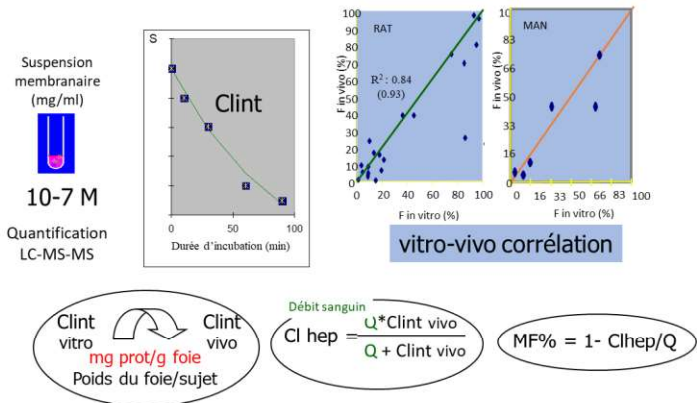 Suspension
membranaire
(mg/ml)
10-7 M
Quantification
LC-MS-MS
S
Clint
0
50
100
Durée d'incubation (min)
RAT
R²: 0.84
(0.93)
F in vivo (%)
100
90
80
70
60
50
40
30
20
10
0
0 20 40 60 80 100
F in vitro (%)
MAN
F in vivo (%)
100
83
66
50
33
16
0
16 33 50 66 83 100
F in vitro (%)
vitro-vivo corrélation
Clint vitro
Clint vivo
mg prot/g foie
Poids du foie/sujet
Débit sanguin
Cl hep = Q*Clint vivo
Q + Clint vivo
MF% = 1- Clhep/Q